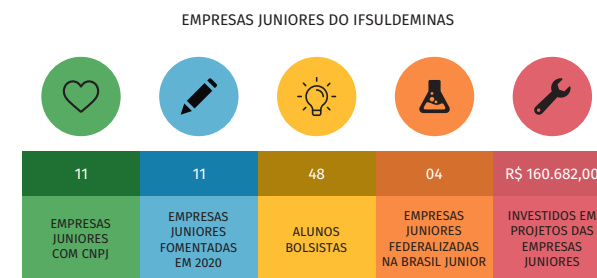 EMPRESAS JUNIORES DO IFSULDEMINAS
11
EMPRESAS
JUNIORES
COM CNPJ
11
EMPRESAS
JUNIORES
FOMENTADAS
EM 2020
48
ALUNOS
BOLSISTAS
04
EMPRESAS
JUNIORES
FEDERALIZADAS
NA BRASIL JUNIOR
R$ 160.682,00
INVESTIDOS EM
PROJETOS DAS
EMPRESAS
JUNIORES